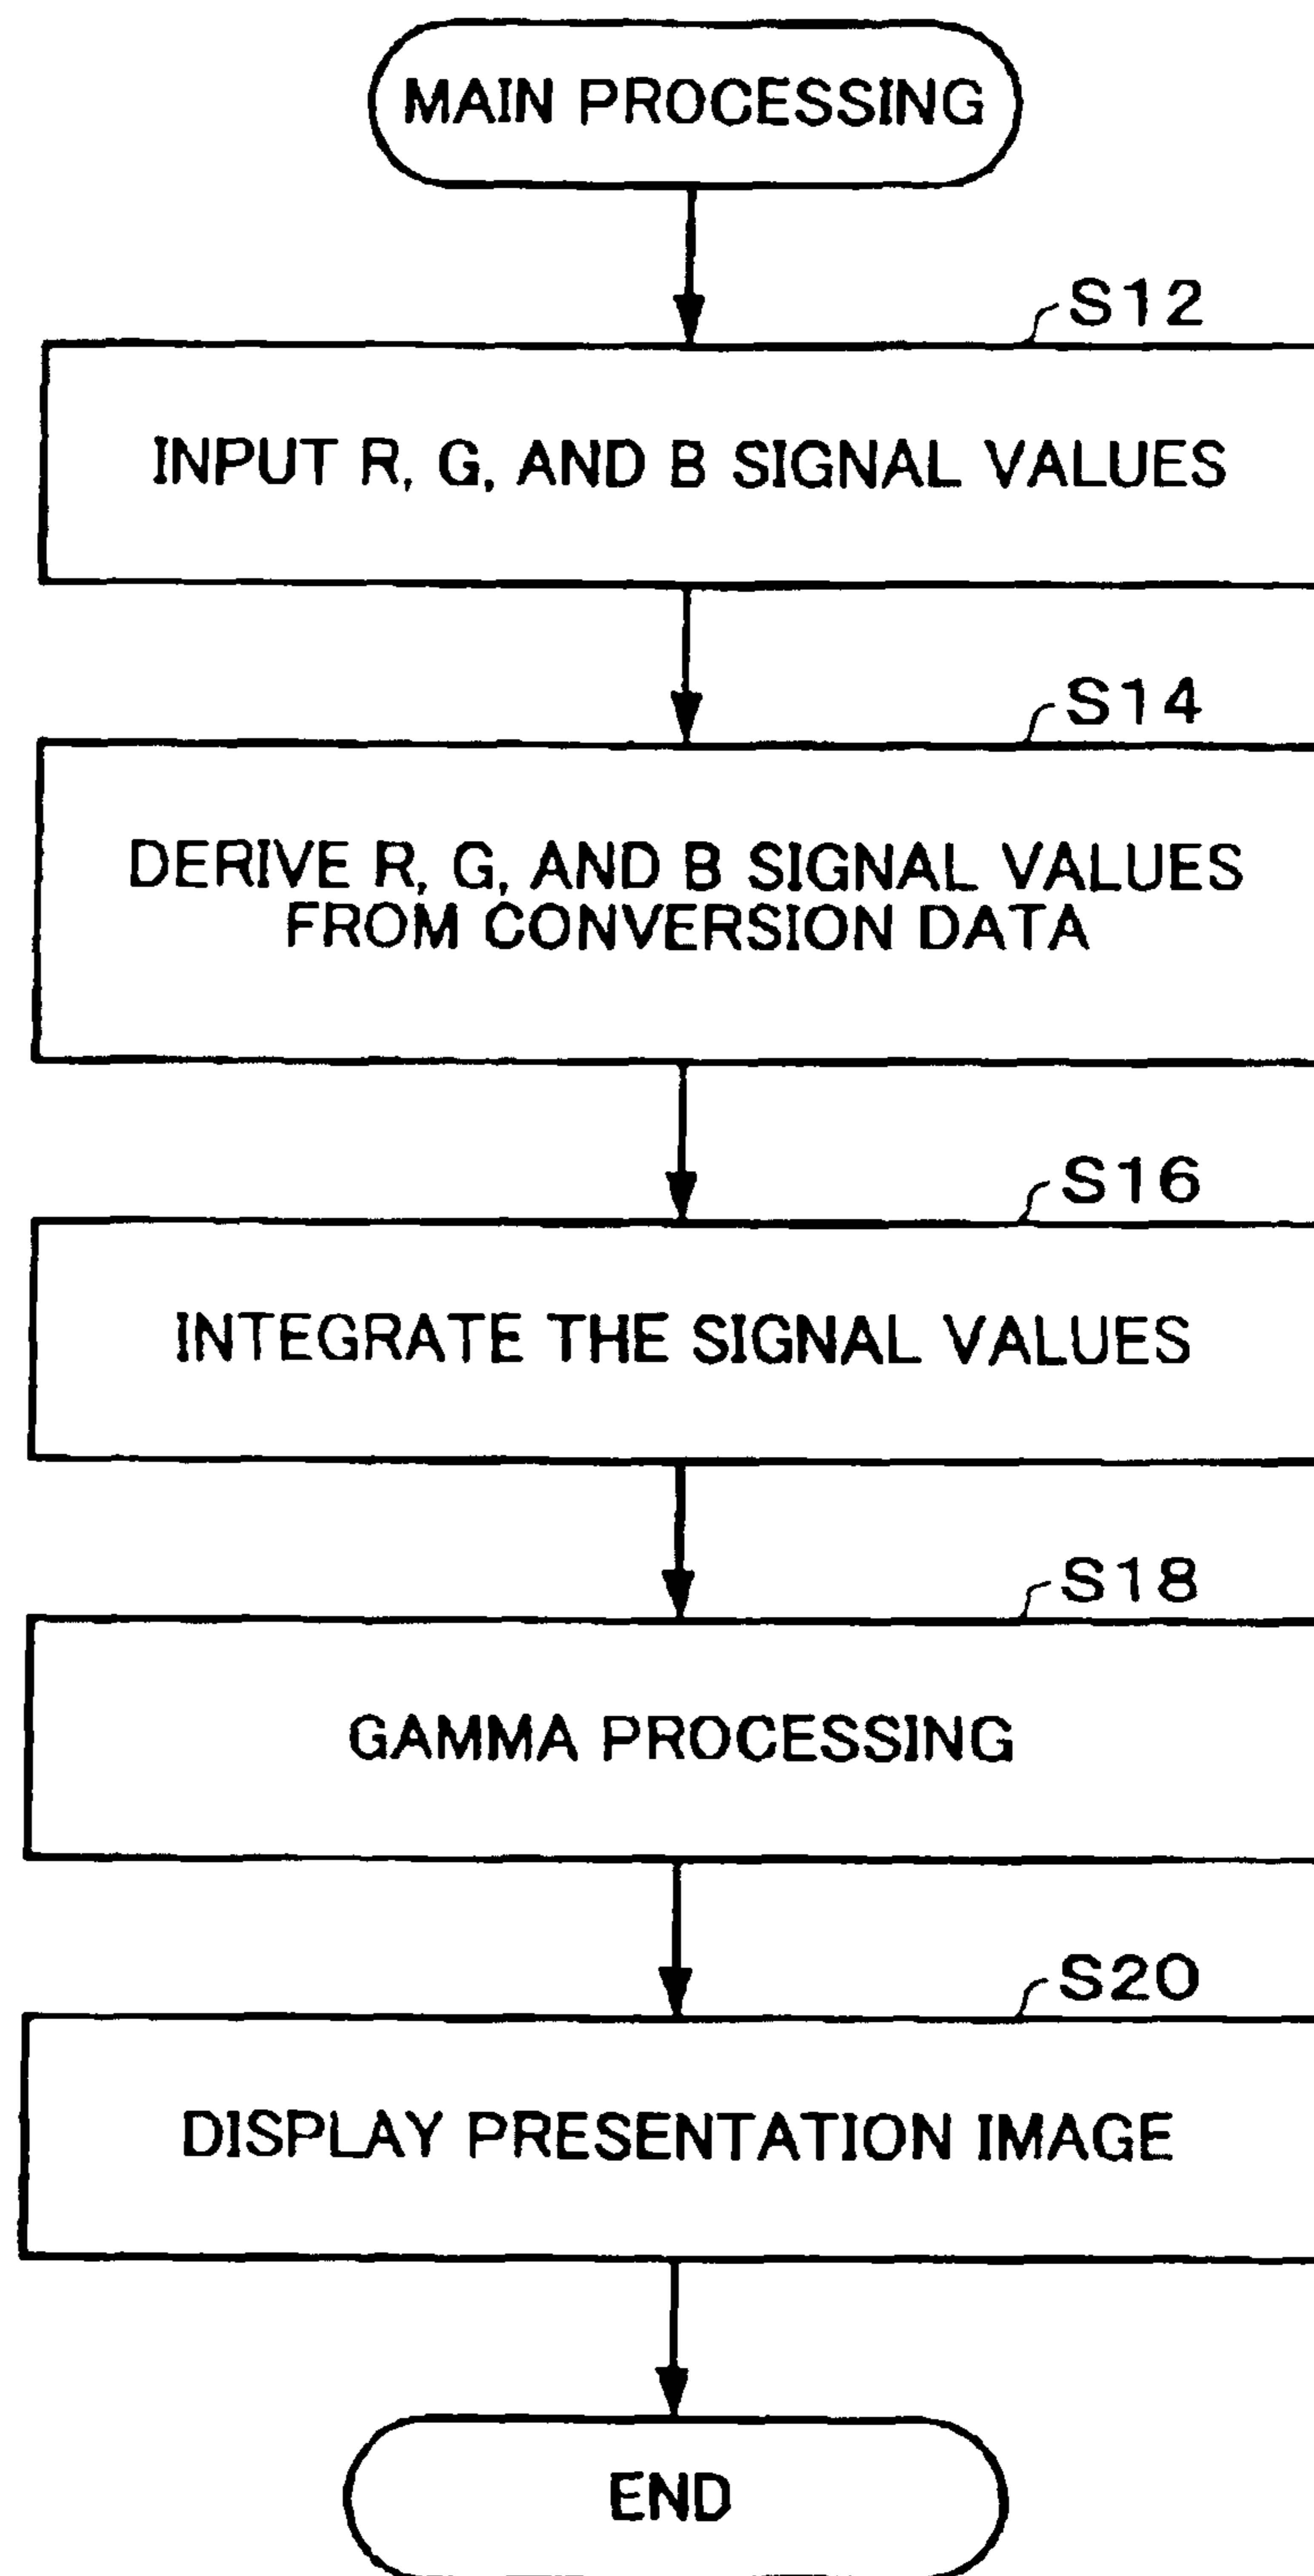 MAIN PROCESSING
S12
INPUT R, G, AND B SIGNAL VALUES
S14
DERIVE R, G, AND B SIGNAL VALUES
FROM CONVERSION DATA
S16
INTEGRATE THE SIGNAL VALUES
S18
GAMMA PROCESSING
S20
DISPLAY PRESENTATION IMAGE
END